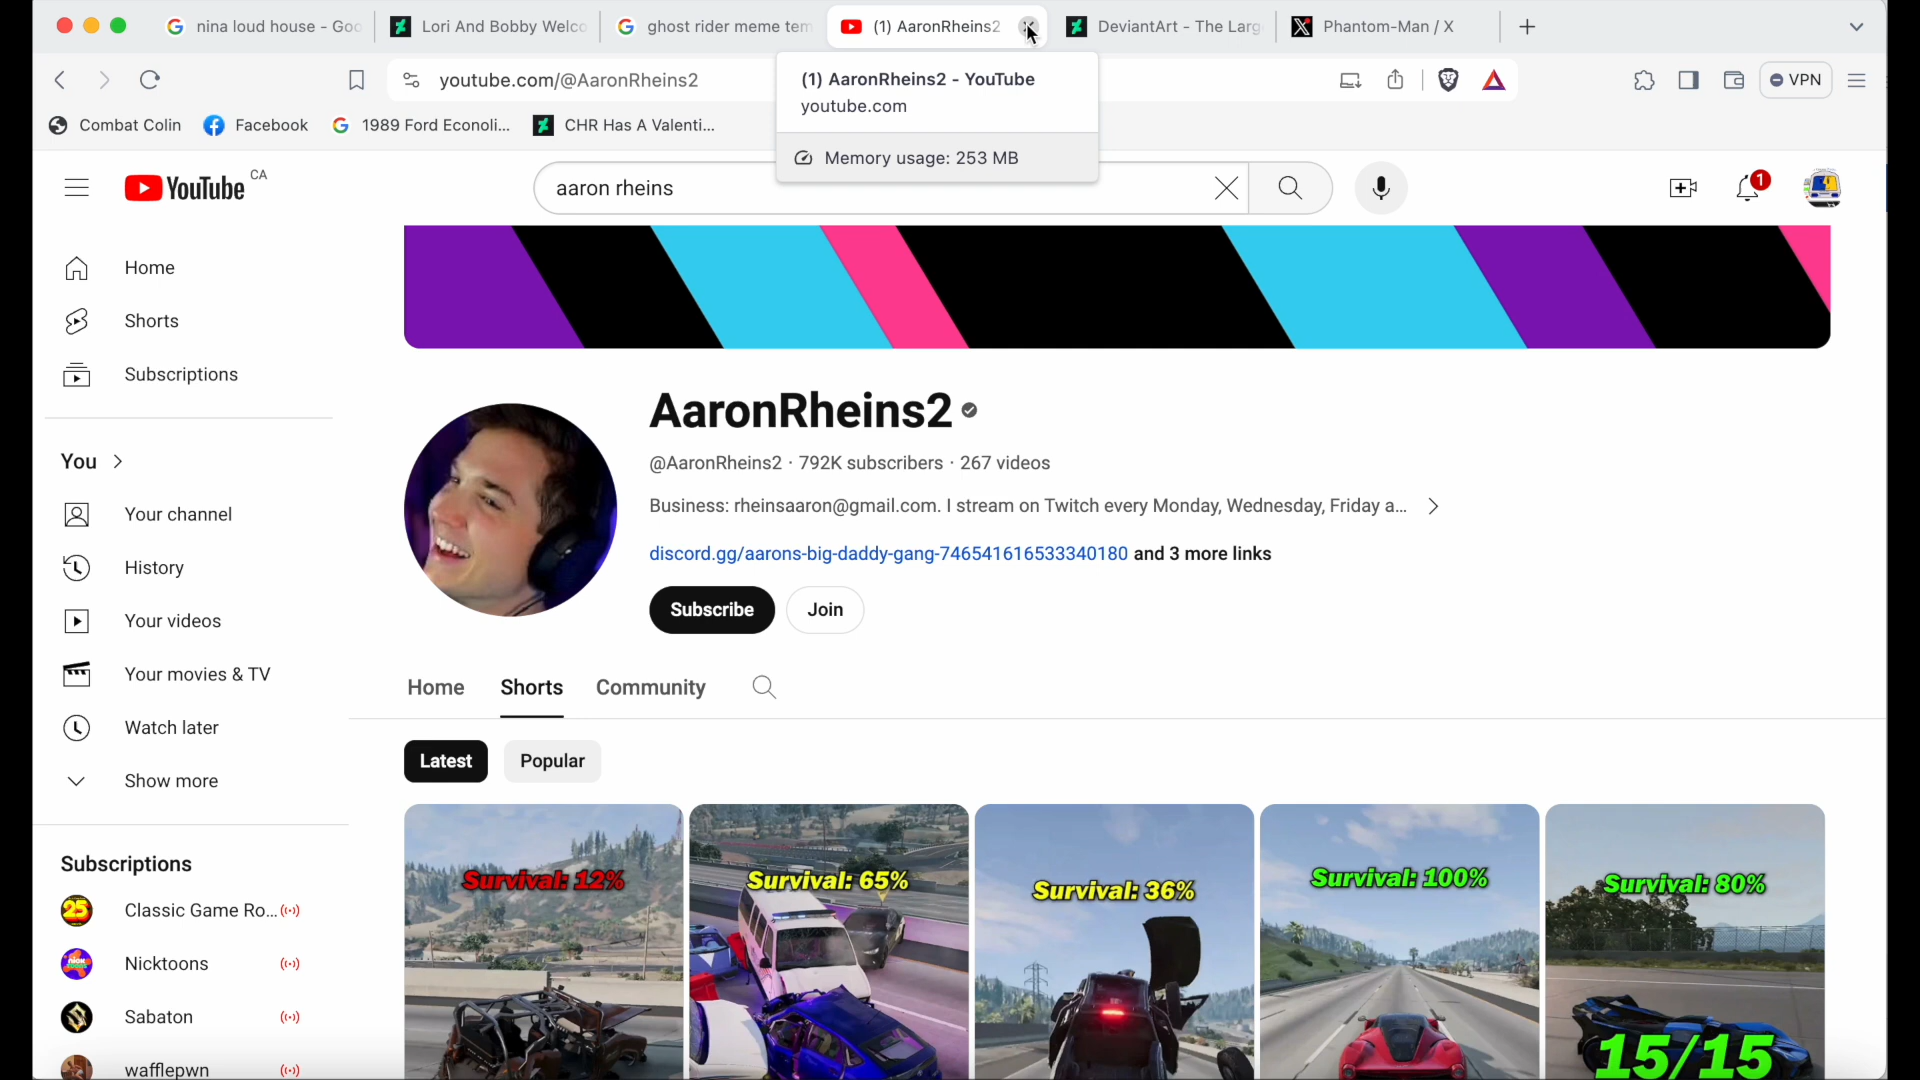 nina loud house - Goo
Lori And Bobby Welco
ghost rider meme tem
(1) AaronRheins2
DeviantArt - The Larg
Phantom-Man / X
youtube.com/@AaronRheins2
VPN
(1) AaronRheins2 - YouTube
youtube.com
Memory usage: 253 MB
Combat Colin
Facebook
1989 Ford Econoli...
CHR Has A Valenti...
YouTube CA
aaron rheins
1
Home
Shorts
Subscriptions
You
Your channel
History
Your videos
Your movies & TV
Watch later
Show more
Subscriptions
25
Classic Game Ro...
Nicktoons
Sabaton
wafflepwn
AaronRheins2
@AaronRheins2 · 792K subscribers · 267 videos
Business: rheinsaaron@gmail.com. I stream on Twitch every Monday, Wednesday, Friday a...
discord.gg/aarons-big-daddy-gang-746541616533340180 and 3 more links
Subscribe
Join
Home
Shorts
Community
Latest
Popular
Survival: 12%
Survival: 65%
Survival: 36%
Survival: 100%
Survival: 80%
15/15